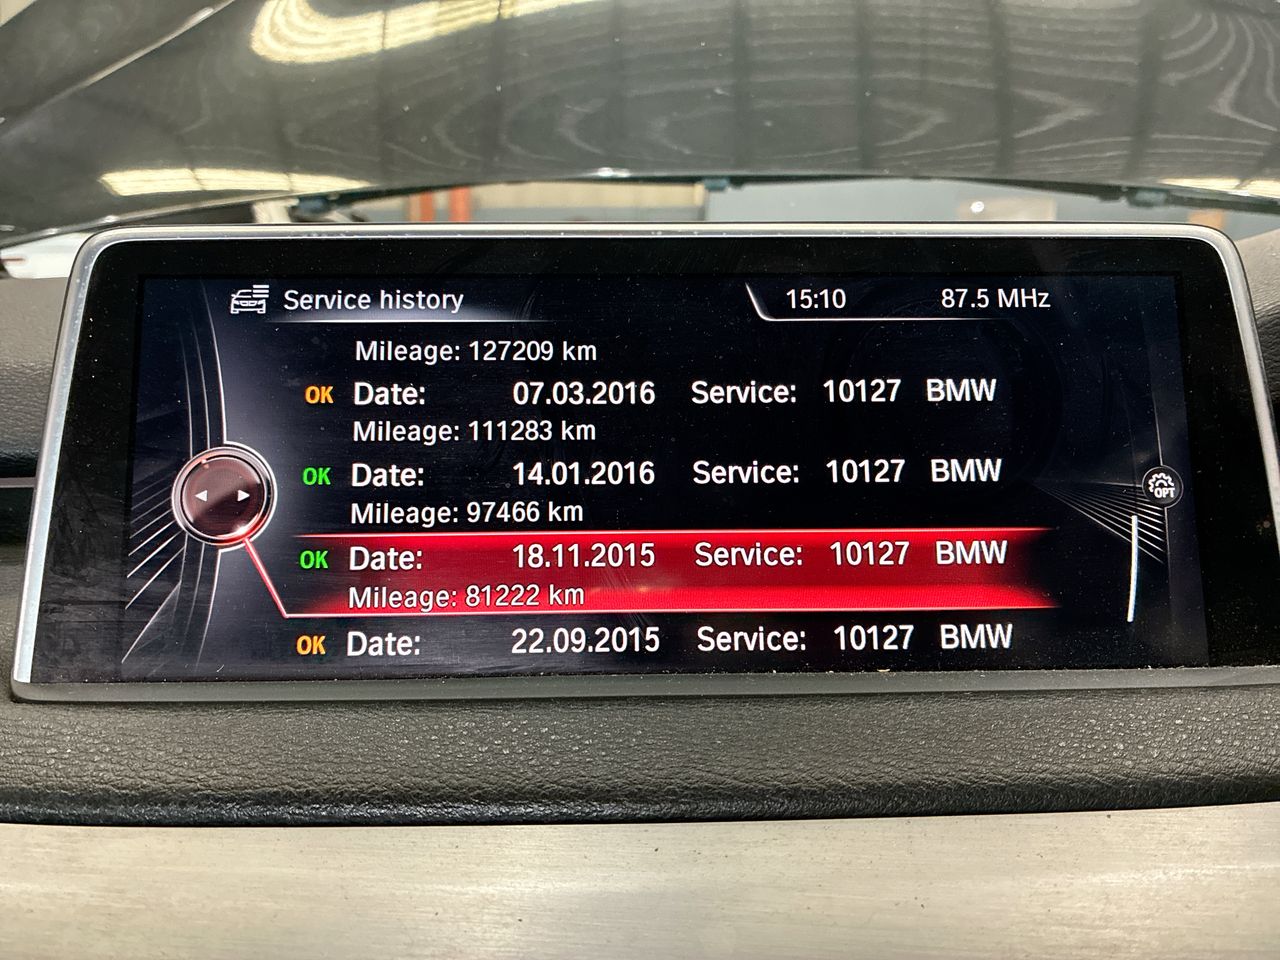 Service history 15:10 87.5 MHz
Mileage: 127209 km
OK Date: 07.03.2016 Service: 10127 BMW
Mileage: 111283 km
OK Date: 14.01.2016 Service: 10127 BMW
Mileage: 97466 km
OK Date: 18.11.2015 Service: 10127 BMW
Mileage: 81222 km
OK Date: 22.09.2015 Service: 10127 BMW
OPT